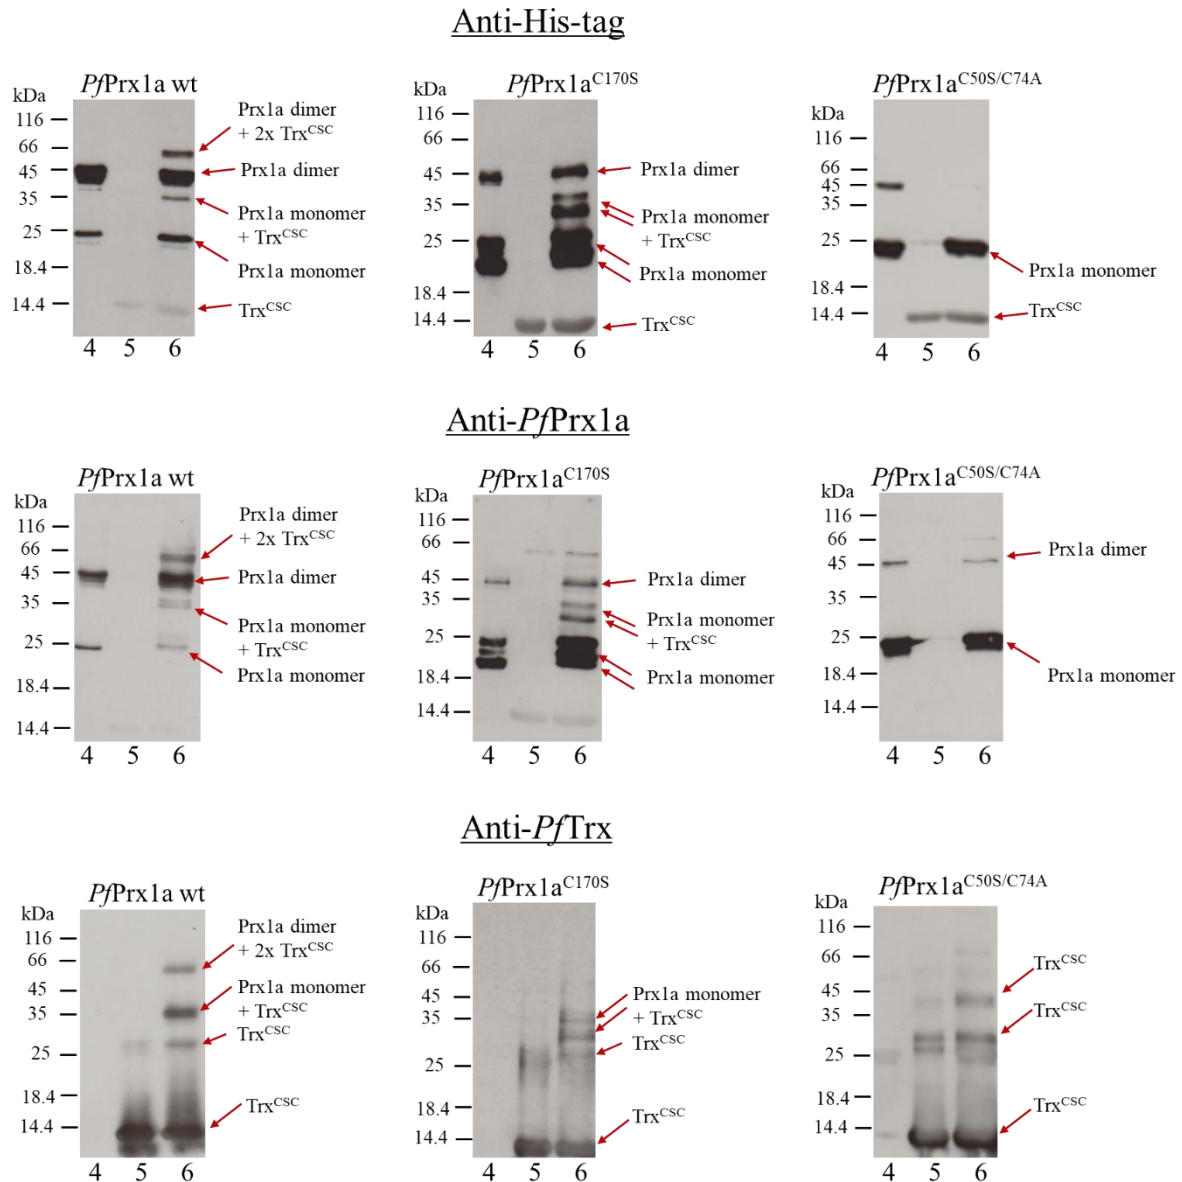 Anti-His-tag
PfPrx1a wt
kDa
116
66
45
35
25
18.4
14.4
4 5 6
Prx1a dimer
+ 2x TrxCSC
Prx1a dimer
Prx1a monomer
+ TrxCSC
Prx1a monomer
TrxCSC
PfPrx1aC170S
kDa
116
66
45
35
25
18.4
14.4
4 5 6
Prx1a dimer
Prx1a monomer
+ TrxCSC
Prx1a monomer
TrxCSC
PfPrx1aC50S/C74A
kDa
116
66
45
35
25
18.4
14.4
4 5 6
Prx1a monomer
TrxCSC
Anti-PfPrx1a
PfPrx1a wt
kDa
116
66
45
35
25
18.4
14.4
4 5 6
Prx1a dimer
+ 2x TrxCSC
Prx1a dimer
Prx1a monomer
+ TrxCSC
Prx1a monomer
PfPrx1aC170S
kDa
116
66
45
35
25
18.4
14.4
4 5 6
Prx1a dimer
Prx1a monomer
+ TrxCSC
Prx1a monomer
PfPrx1aC50S/C74A
kDa
116
66
45
35
25
18.4
14.4
4 5 6
Prx1a dimer
Prx1a monomer
Anti-PfTrx
PfPrx1a wt
kDa
116
66
45
35
25
18.4
14.4
4 5 6
Prx1a dimer
+ 2x TrxCSC
Prx1a monomer
+ TrxCSC
TrxCSC
TrxCSC
PfPrx1aC170S
kDa
116
66
45
35
25
18.4
14.4
4 5 6
Prx1a monomer
+ TrxCSC
TrxCSC
TrxCSC
PfPrx1aC50S/C74A
kDa
116
66
45
35
25
18.4
14.4
4 5 6
TrxCSC
TrxCSC
TrxCSC